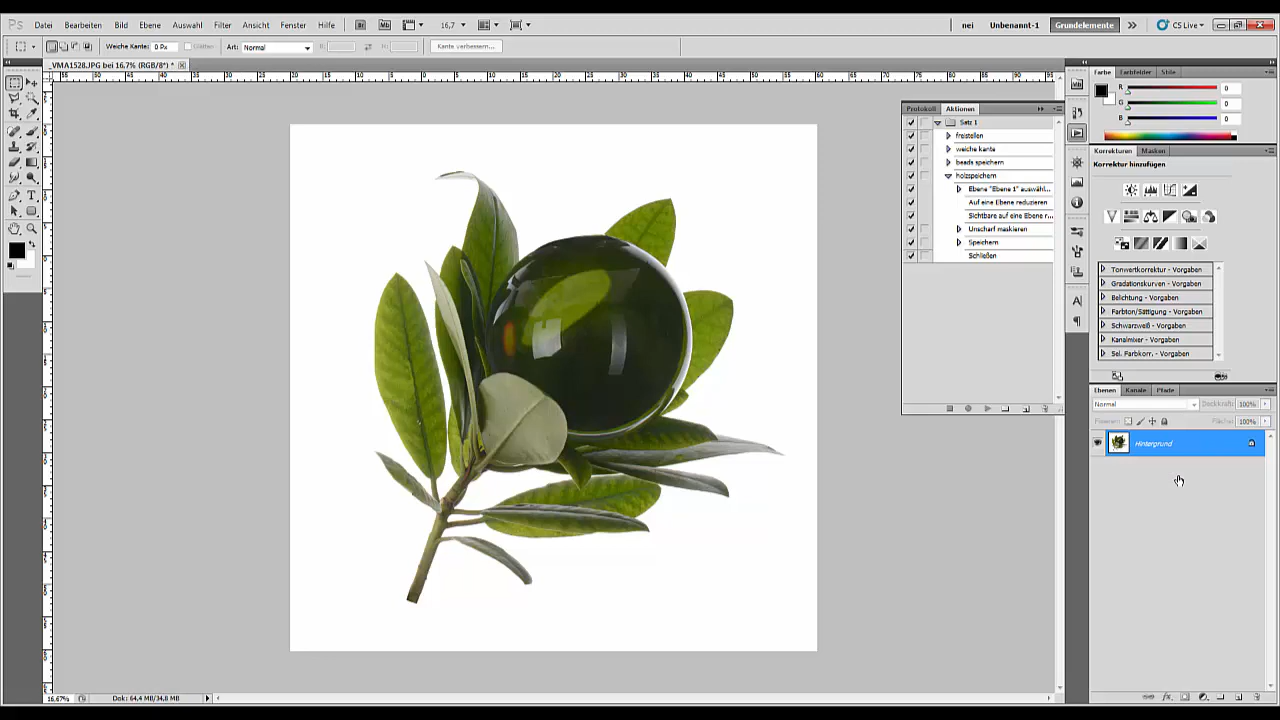 Ps Datei Bearbeiten Bild Ebene Auswahl Filter Ansicht Fenster Hilfe Br Mb 16,7 nei Unbenannt-1 Grundelemente CS Live
Weiche Kante: 0 Px Glätten Art: Normal Kante verbessern...
_VMA1528.JPG bei 16,7% (RGB/8*) *
Protokoll Aktionen
Satz 1
freistellen
weiche kante
beads speichern
holzspeichern
Ebene "Ebene 1" auswähl...
Auf eine Ebene reduzieren
Sichtbare auf eine Ebene r...
Unscharf maskieren
Speichern
Schließen
Farbe Farbfelder Stile
R 0
G 0
B 0
Korrekturen Masken
Korrektur hinzufügen
Tonwertkorrektur - Vorgaben
Gradationskurven - Vorgaben
Belichtung - Vorgaben
Farbton/Sättigung - Vorgaben
Schwarzweiß - Vorgaben
Kanalmixer - Vorgaben
Sel. Farbkorr. - Vorgaben
Ebenen Kanäle Pfade
Normal Deckkraft: 100%
Fixieren: Fläche: 100%
Hintergrund
16,67% Dok: 64,4 MB/34,8 MB